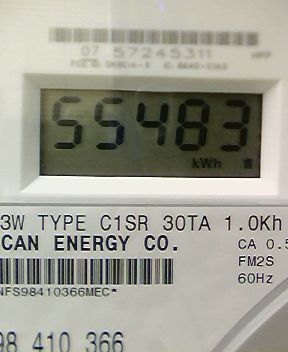 07 57245311
55483
kWh
3W TYPE C1SR 30TA 1.0Kh
CAN ENERGY CO.
CA 0.5
FM2S
60Hz
NFS98410366MEC*
98 410 366